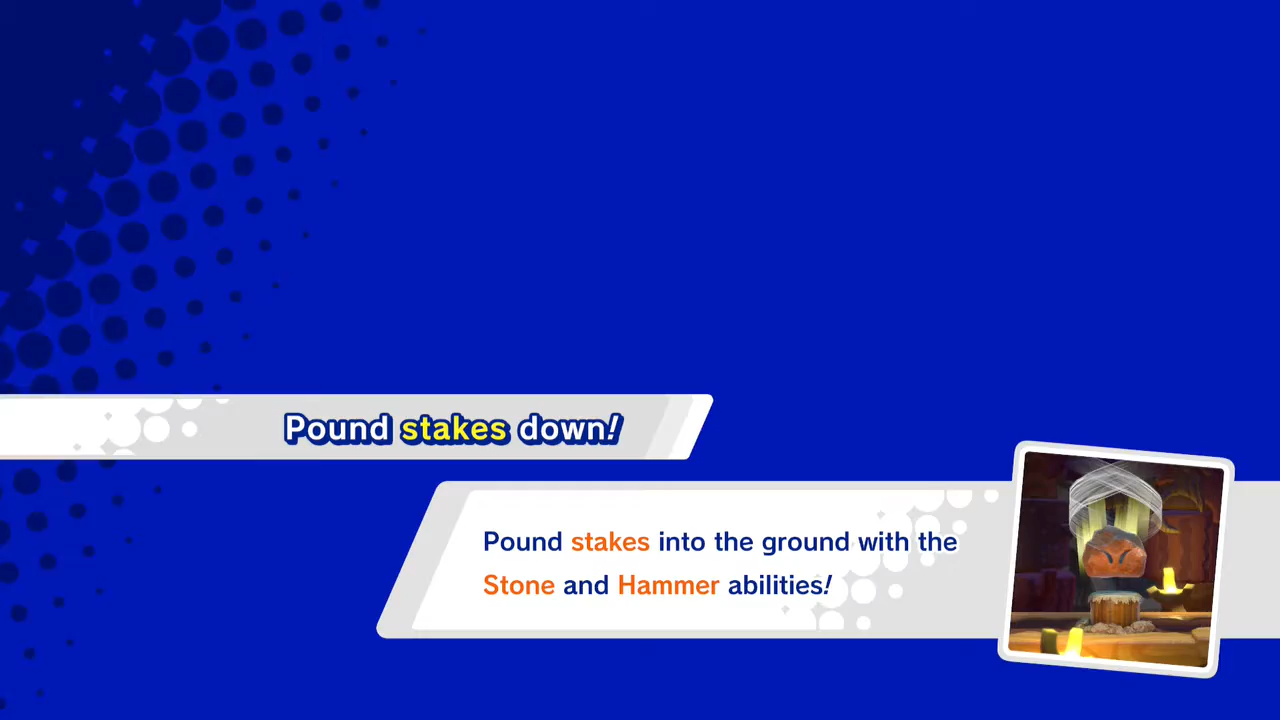 Pound stakes down!
Pound stakes into the ground with the
Stone and Hammer abilities!